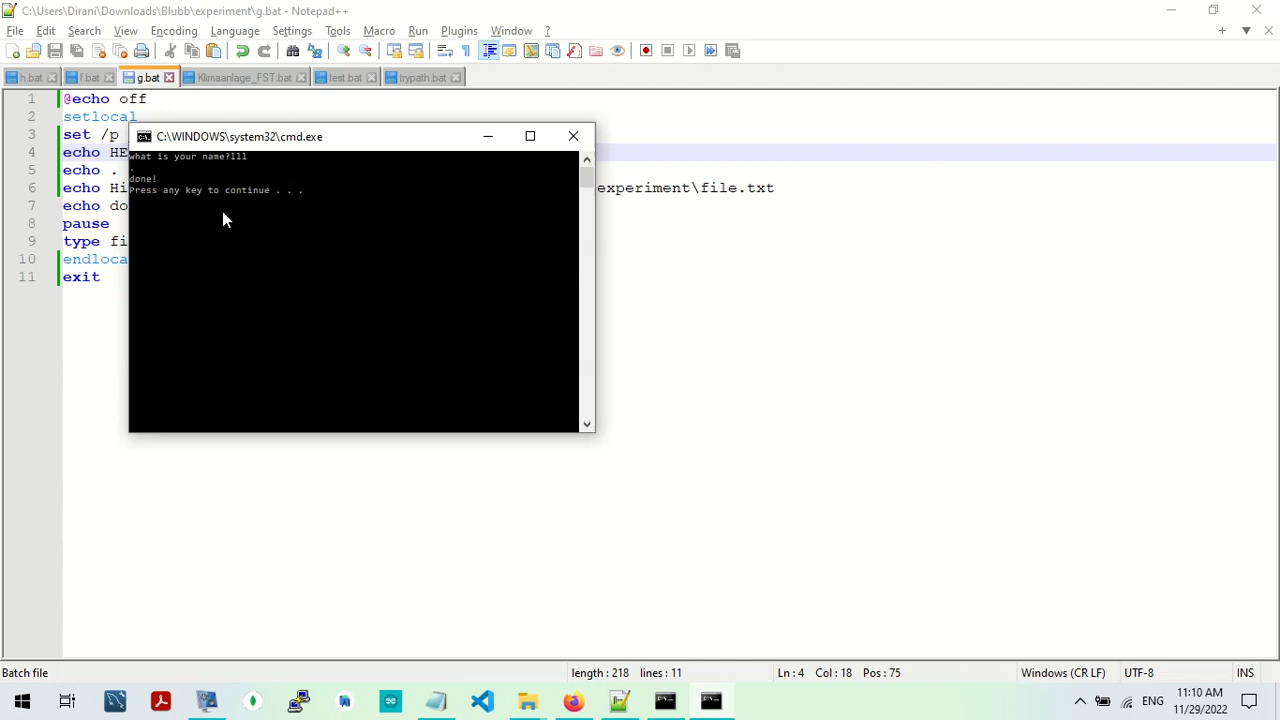 C:\Users\Dirani\Downloads\Blubb\experiment\g.bat - Notepad++
File Edit Search View Encoding Language Settings Tools Macro Run Plugins Window ?
h.bat f.bat g.bat Klimaanlage_FST.bat test.bat trypath.bat
1 @echo off
2 setlocal
3 set /p
4 echo HE
5 echo .
6 echo Hi experiment\file.txt
7 echo do
8 pause
9 type fi
10 endloca
11 exit
C:\WINDOWS\system32\cmd.exe
what is your name?lll
.
done!
Press any key to continue . . .
Batch file length : 218 lines : 11 Ln : 4 Col : 18 Pos : 75 Windows (CR LF) UTF-8 INS
ENG
11:10 AM
11/29/2022